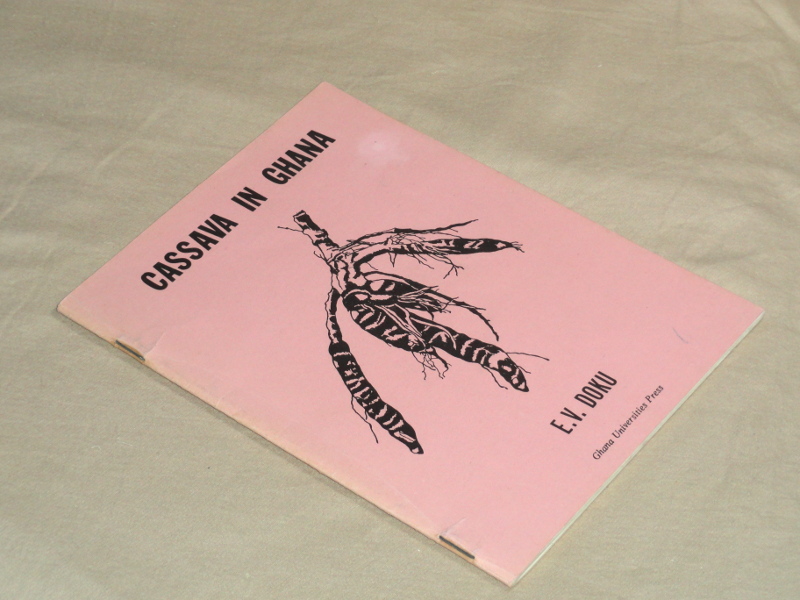 CASSAVA IN GHANA
E.V. DOKU
Ghana Universities Press